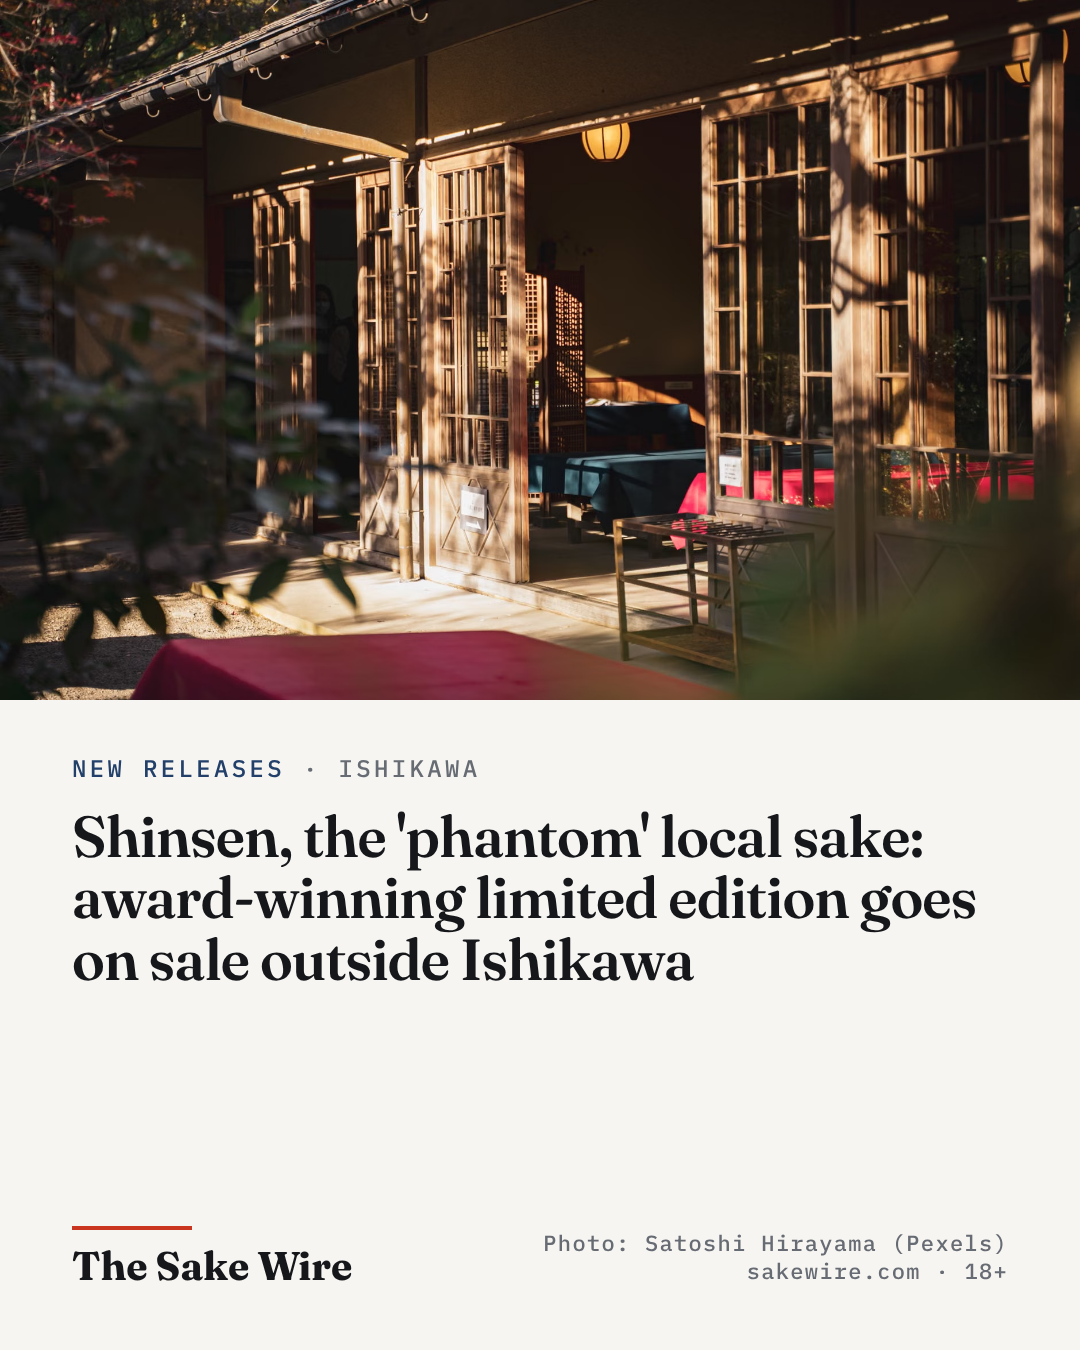 NEW RELEASES · ISHIKAWA
Shinsen, the 'phantom' local sake:
award-winning limited edition goes
on sale outside Ishikawa
The Sake Wire
Photo: Satoshi Hirayama (Pexels)
sakewire.com · 18+